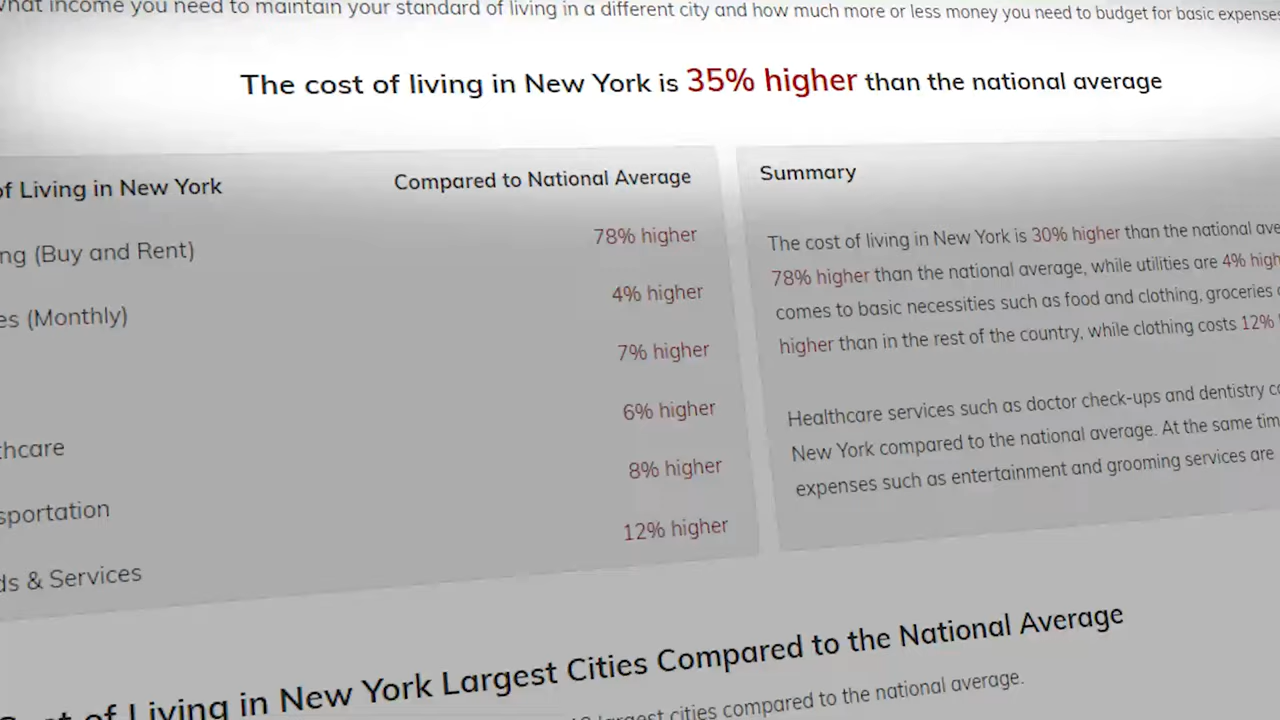 what income you need to maintain your standard of living in a different city and how much more or less money you need to budget for basic expenses
The cost of living in New York is 35% higher than the national average
of Living in New York
Compared to National Average
ng (Buy and Rent)
78% higher
es (Monthly)
4% higher
7% higher
hcare
6% higher
sportation
8% higher
ds & Services
12% higher
Summary
The cost of living in New York is 30% higher than the national ave
78% higher than the national average, while utilities are 4% high
comes to basic necessities such as food and clothing, groceries
higher than in the rest of the country, while clothing costs 12%
Healthcare services such as doctor check-ups and dentistry co
New York compared to the national average. At the same tim
expenses such as entertainment and grooming services are
Cost of Living in New York Largest Cities Compared to the National Average
largest cities compared to the national average.